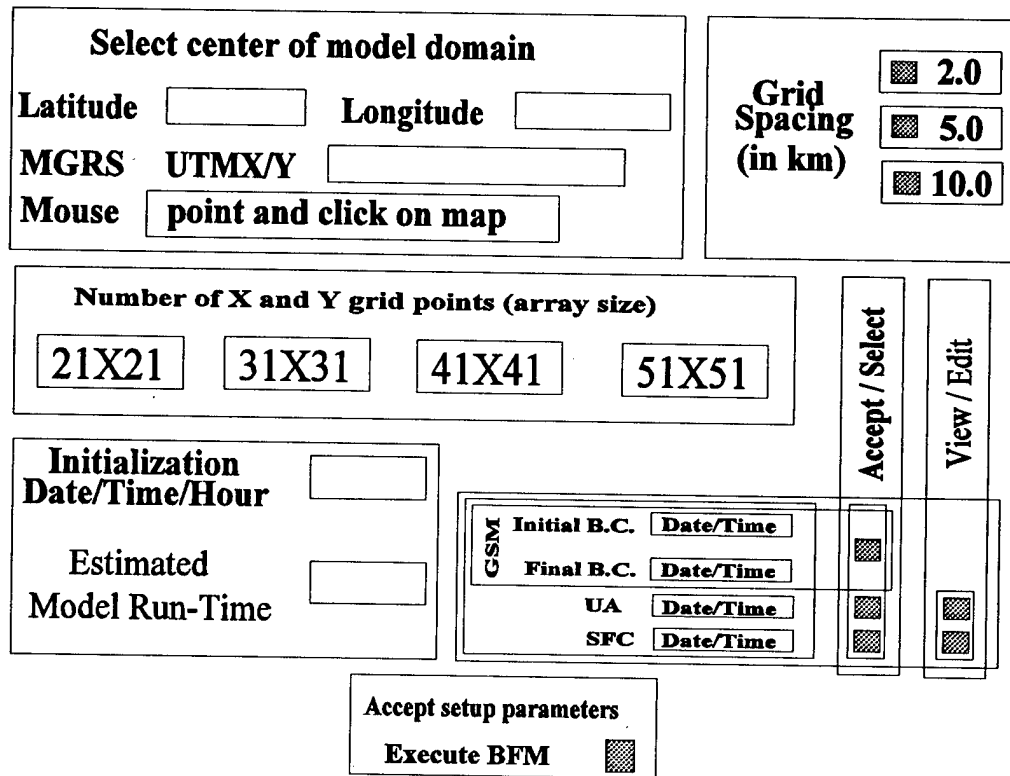 Select center of model domain
Latitude Longitude
MGRS UTMX/Y
Mouse point and click on map
Grid
Spacing
(in km)
2.0
5.0
10.0
Number of X and Y grid points (array size)
21X21 31X31 41X41 51X51
Accept / Select
View / Edit
Initialization
Date/Time/Hour
Estimated
Model Run-Time
GSM
Initial B.C. Date/Time
Final B.C. Date/Time
UA Date/Time
SFC Date/Time
Accept setup parameters
Execute BFM